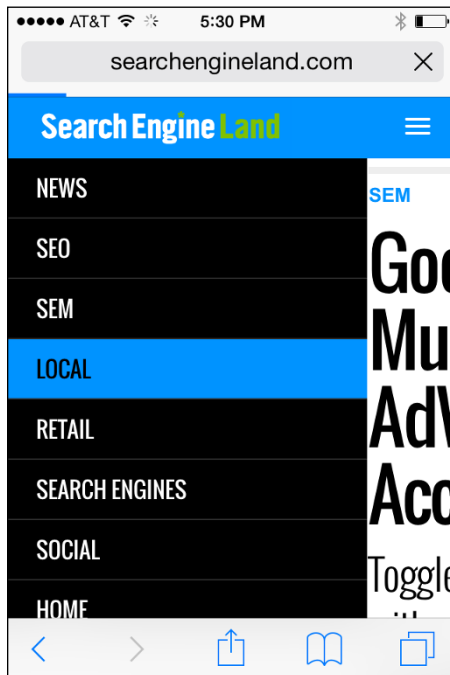 AT&T 5:30 PM
searchengineland.com
Search Engine Land
NEWS
SEO
SEM
LOCAL
RETAIL
SEARCH ENGINES
SOCIAL
HOME
SEM
Goo
Mu
AdW
Acc
Toggle